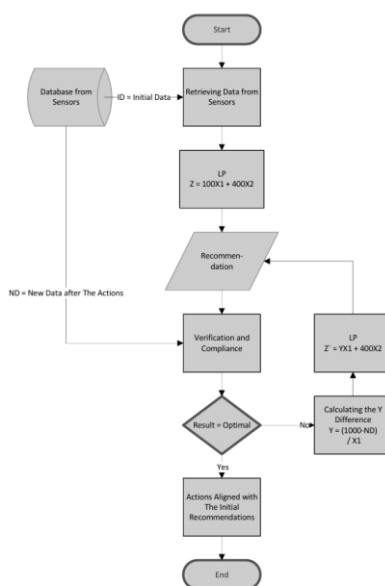 Start
Database from
Sensors
ID = Initial Data
Retrieving Data from
Sensors
LP
Z = 100X1 + 400X2
Recommen-
dation
ND = New Data after The Actions
Verification and
Compliance
LP
Z` = YX1 + 400X2
Result = Optimal
No
Calculating the Y
Difference
Y = (1000-ND)
/ X1
Yes
Actions Aligned with
The Initial
Recommendations
End